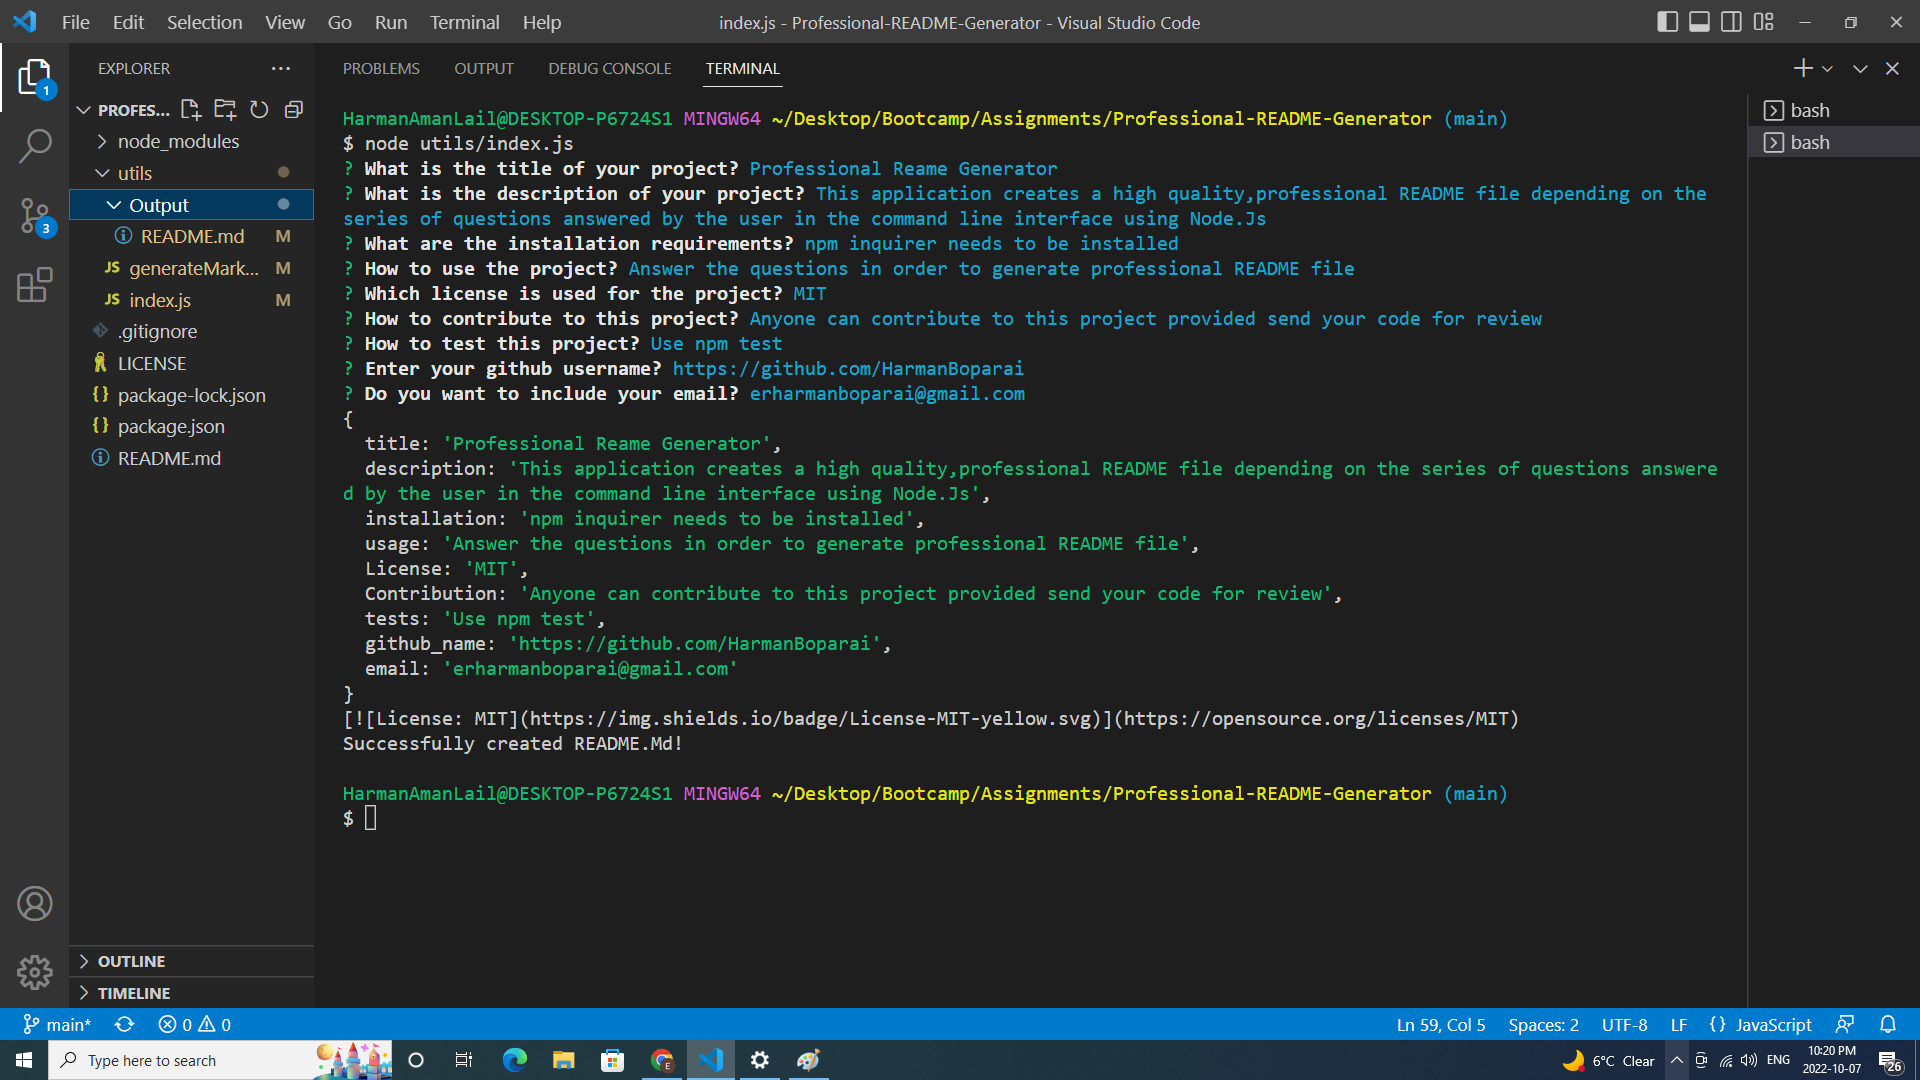 File Edit Selection View Go Run Terminal Help
index.js - Professional-README-Generator - Visual Studio Code
EXPLORER
PROFES...
node_modules
utils
Output
README.md M
JS generateMark... M
JS index.js M
.gitignore
LICENSE
{} package-lock.json
{} package.json
README.md
OUTLINE
TIMELINE
1
3
PROBLEMS OUTPUT DEBUG CONSOLE TERMINAL
HarmanAmanLail@DESKTOP-P6724S1 MINGW64 ~/Desktop/Bootcamp/Assignments/Professional-README-Generator (main)
$ node utils/index.js
? What is the title of your project? Professional Reame Generator
? What is the description of your project? This application creates a high quality,professional README file depending on the
series of questions answered by the user in the command line interface using Node.Js
? What are the installation requirements? npm inquirer needs to be installed
? How to use the project? Answer the questions in order to generate professional README file
? Which license is used for the project? MIT
? How to contribute to this project? Anyone can contribute to this project provided send your code for review
? How to test this project? Use npm test
? Enter your github username? https://github.com/HarmanBoparai
? Do you want to include your email? erharmanboparai@gmail.com
{
title: 'Professional Reame Generator',
description: 'This application creates a high quality,professional README file depending on the series of questions answere
d by the user in the command line interface using Node.Js',
installation: 'npm inquirer needs to be installed',
usage: 'Answer the questions in order to generate professional README file',
License: 'MIT',
Contribution: 'Anyone can contribute to this project provided send your code for review',
tests: 'Use npm test',
github_name: 'https://github.com/HarmanBoparai',
email: 'erharmanboparai@gmail.com'
}
[![License: MIT](https://img.shields.io/badge/License-MIT-yellow.svg)](https://opensource.org/licenses/MIT)
Successfully created README.Md!
HarmanAmanLail@DESKTOP-P6724S1 MINGW64 ~/Desktop/Bootcamp/Assignments/Professional-README-Generator (main)
$
bash
bash
main* 0 0
Ln 59, Col 5 Spaces: 2 UTF-8 LF {} JavaScript
Type here to search
E
6°C Clear
ENG
10:20 PM
2022-10-07
26